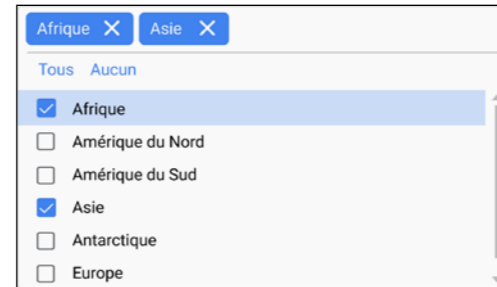 Afrique Asie
Tous Aucun
Afrique
Amérique du Nord
Amérique du Sud
Asie
Antarctique
Europe